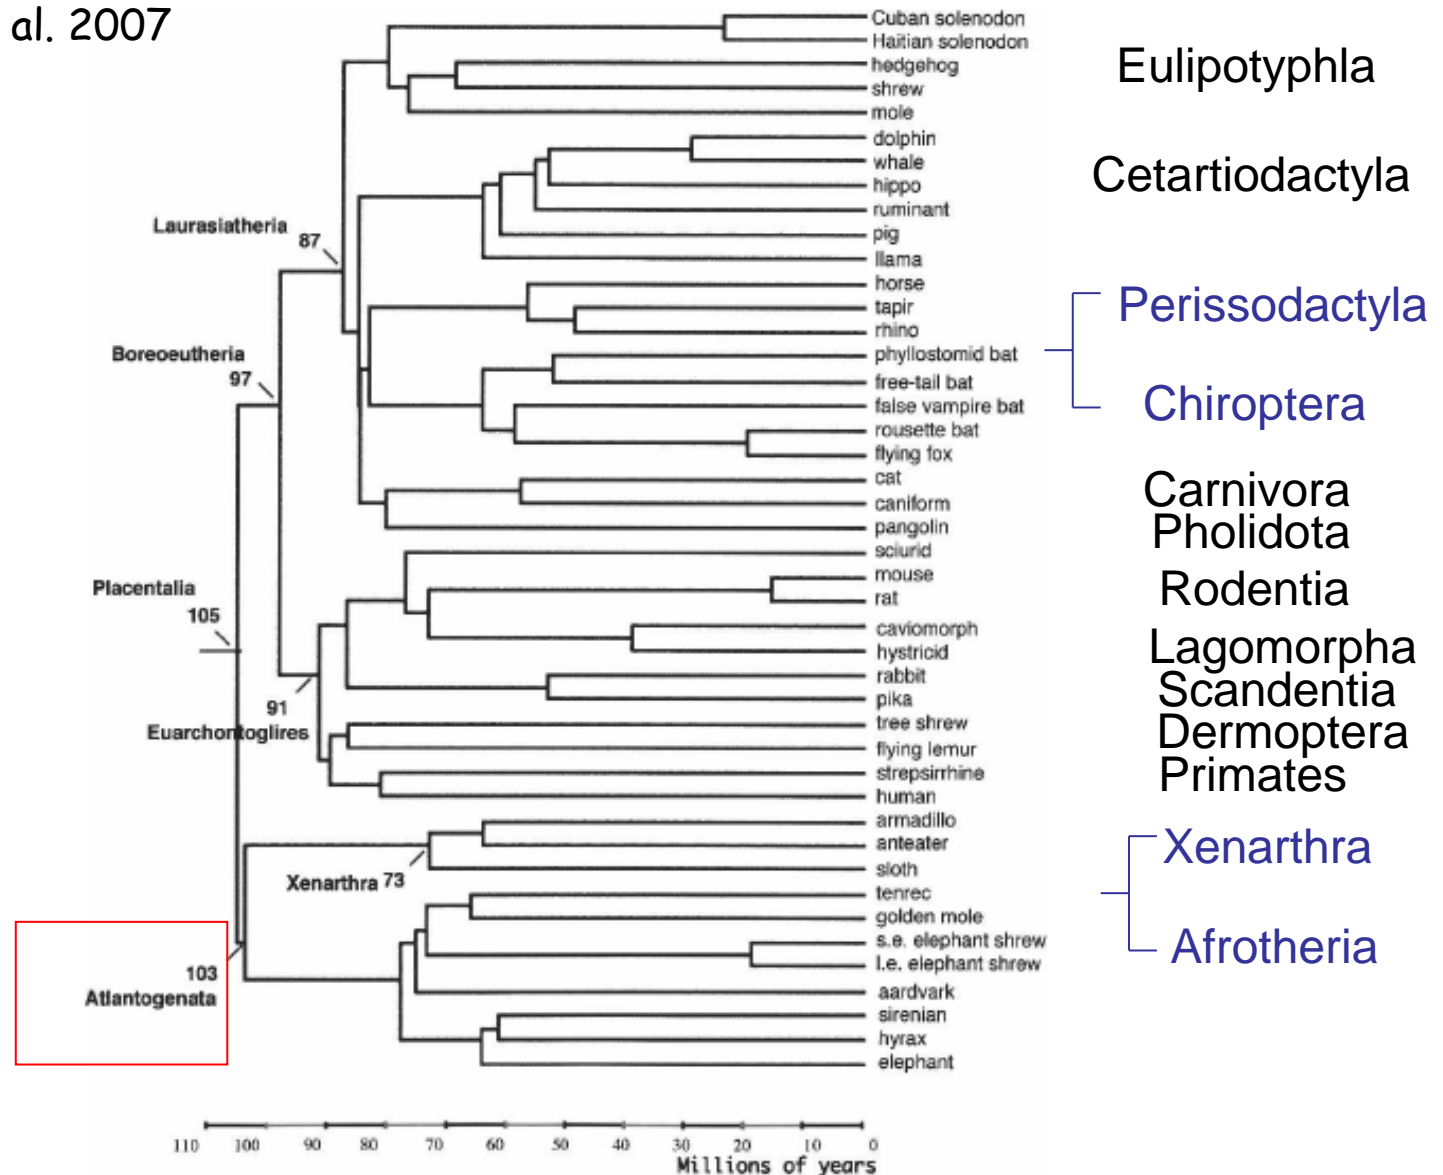 al. 2007
Cuban solenodon
Haitian solenodon
hedgehog
shrew
mole
dolphin
whale
hippo
ruminant
pig
llama
horse
tapir
rhino
phyllostomid bat
free-tail bat
false vampire bat
rousette bat
flying fox
cat
caniform
pangolin
sciurid
mouse
rat
caviomorph
hystricid
rabbit
pika
tree shrew
flying lemur
strepsirrhine
human
armadillo
anteater
sloth
tenrec
golden mole
s.e. elephant shrew
l.e. elephant shrew
aardvark
sirenian
hyrax
elephant
Laurasiatheria
87
Boreoeutheria
97
Placentalia
105
91
Euarchontoglires
Xenarthra 73
103
Atlantogenata
Eulipotyphla
Cetartiodactyla
Perissodactyla
Chiroptera
Carnivora
Pholidota
Rodentia
Lagomorpha
Scandentia
Dermoptera
Primates
Xenarthra
Afrotheria
110 100 90 80 70 60 50 40 30 20 10 0
Millions of years